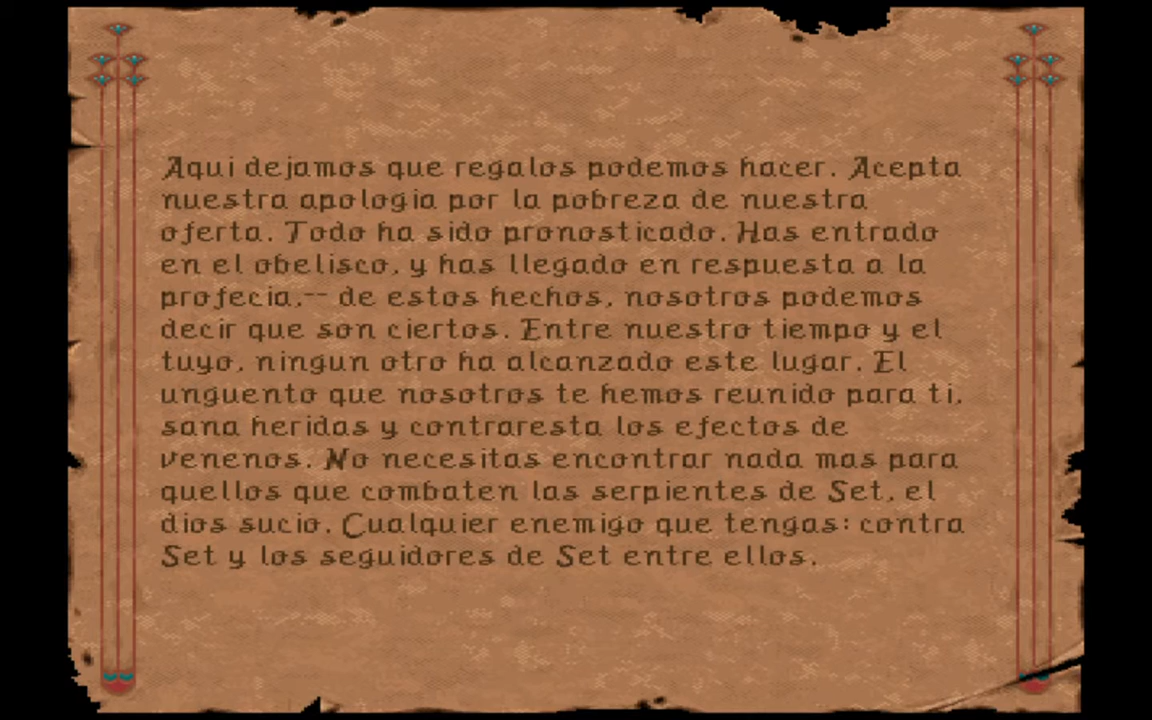 Aqui dejamos que regalos podemos hacer. Acepta
nuestra apologia por la pobreza de nuestra
oferta. Todo ha sido pronosticado. Has entrado
en el obelisco, y has llegado en respuesta a la
profecia,-- de estos hechos, nosotros podemos
decir que son ciertos. Entre nuestro tiempo y el
tuyo, ningun otro ha alcanzado este lugar. El
unguento que nosotros te hemos reunido para ti,
sana heridas y contraresta los efectos de
venenos. No necesitas encontrar nada mas para
quellos que combaten las serpientes de Set, el
dios sucio. Cualquier enemigo que tengas: contra
Set y los seguidores de Set entre ellos.